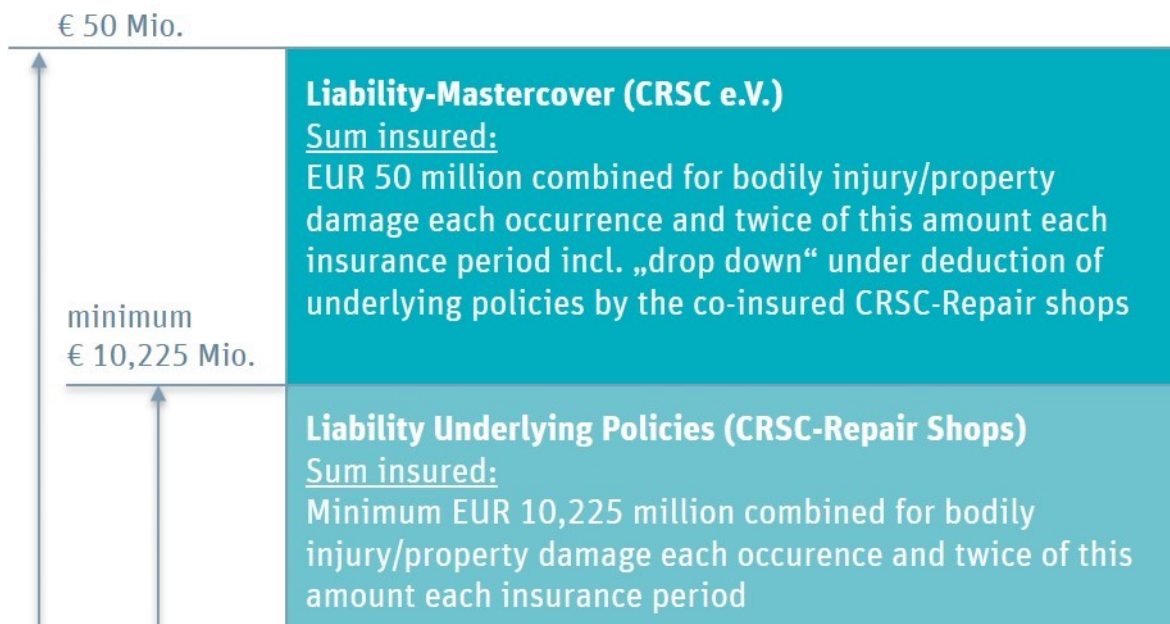 € 50 Mio.
Liability-Mastercover (CRSC e.V.)
Sum insured:
EUR 50 million combined for bodily injury/property
damage each occurrence and twice of this amount each
insurance period incl. „drop down“ under deduction of
underlying policies by the co-insured CRSC-Repair shops
minimum
€ 10,225 Mio.
Liability Underlying Policies (CRSC-Repair Shops)
Sum insured:
Minimum EUR 10,225 million combined for bodily
injury/property damage each occurence and twice of this
amount each insurance period